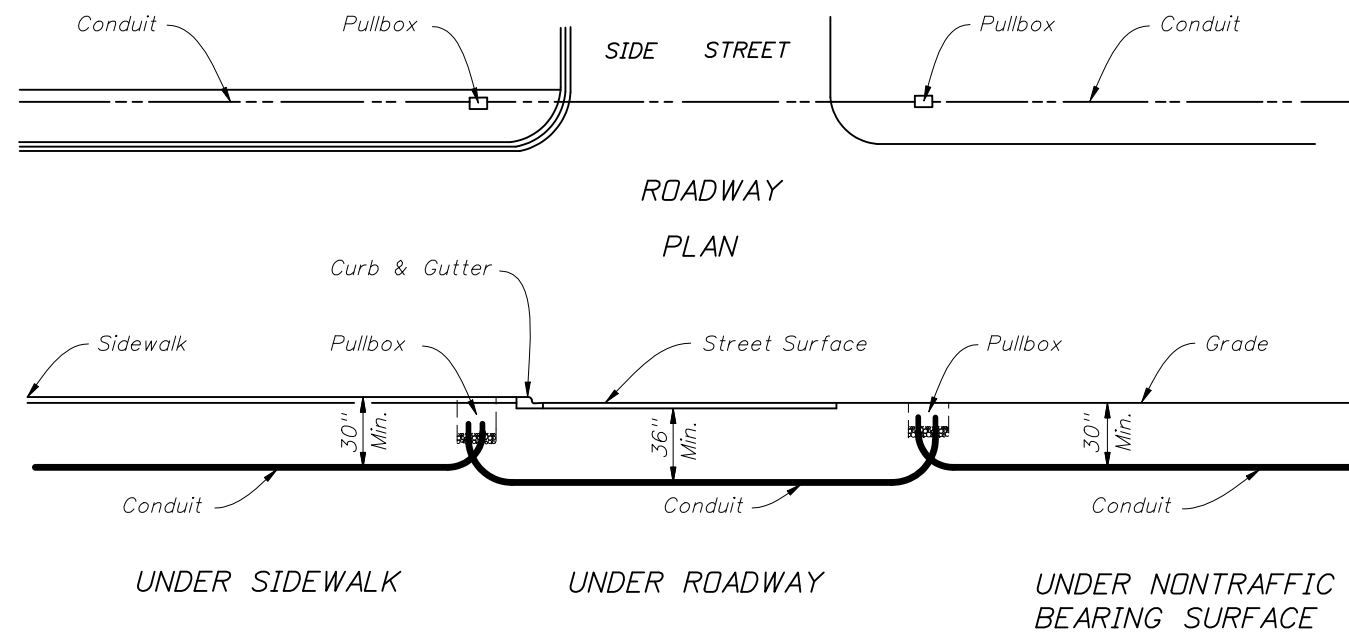 Conduit
Pullbox
SIDE STREET
Pullbox
Conduit
ROADWAY
PLAN
Curb & Gutter
Sidewalk
Pullbox
Street Surface
Pullbox
Grade
30"
Min.
36"
Min.
30"
Min.
Conduit
Conduit
Conduit
UNDER SIDEWALK
UNDER ROADWAY
UNDER NONTRAFFIC
BEARING SURFACE